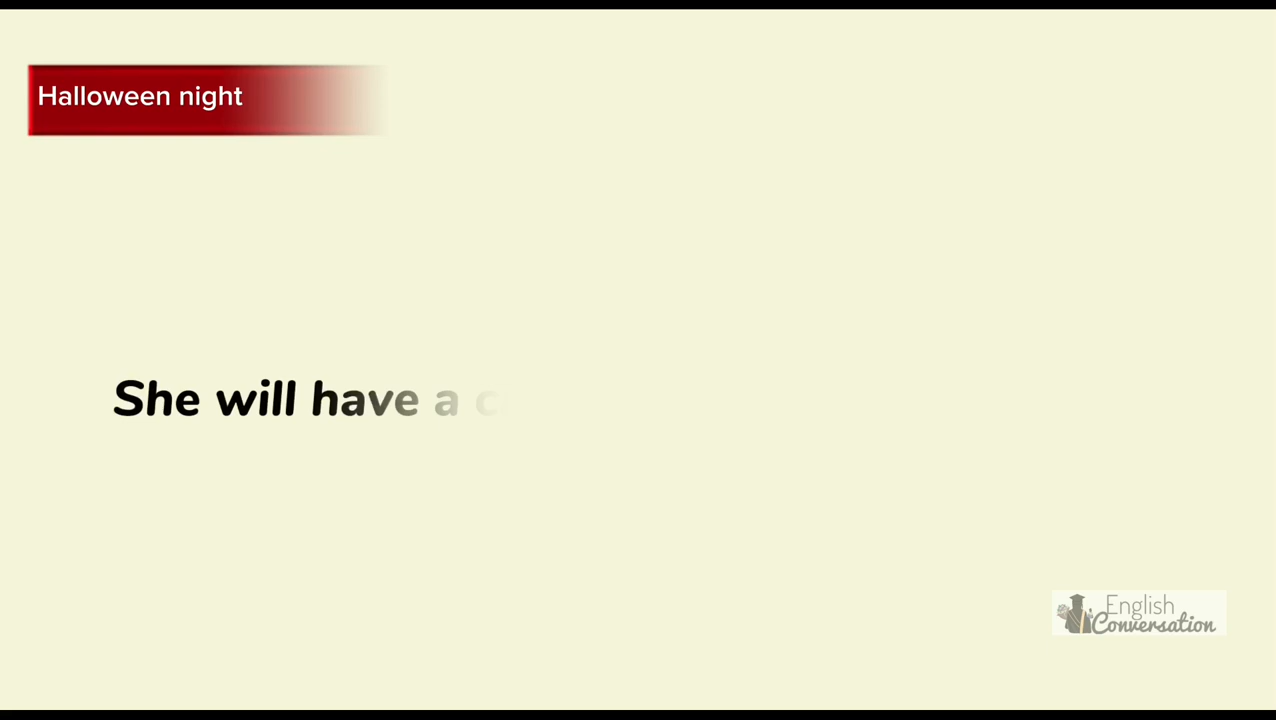 Halloween night
She will have a
English
Conversation